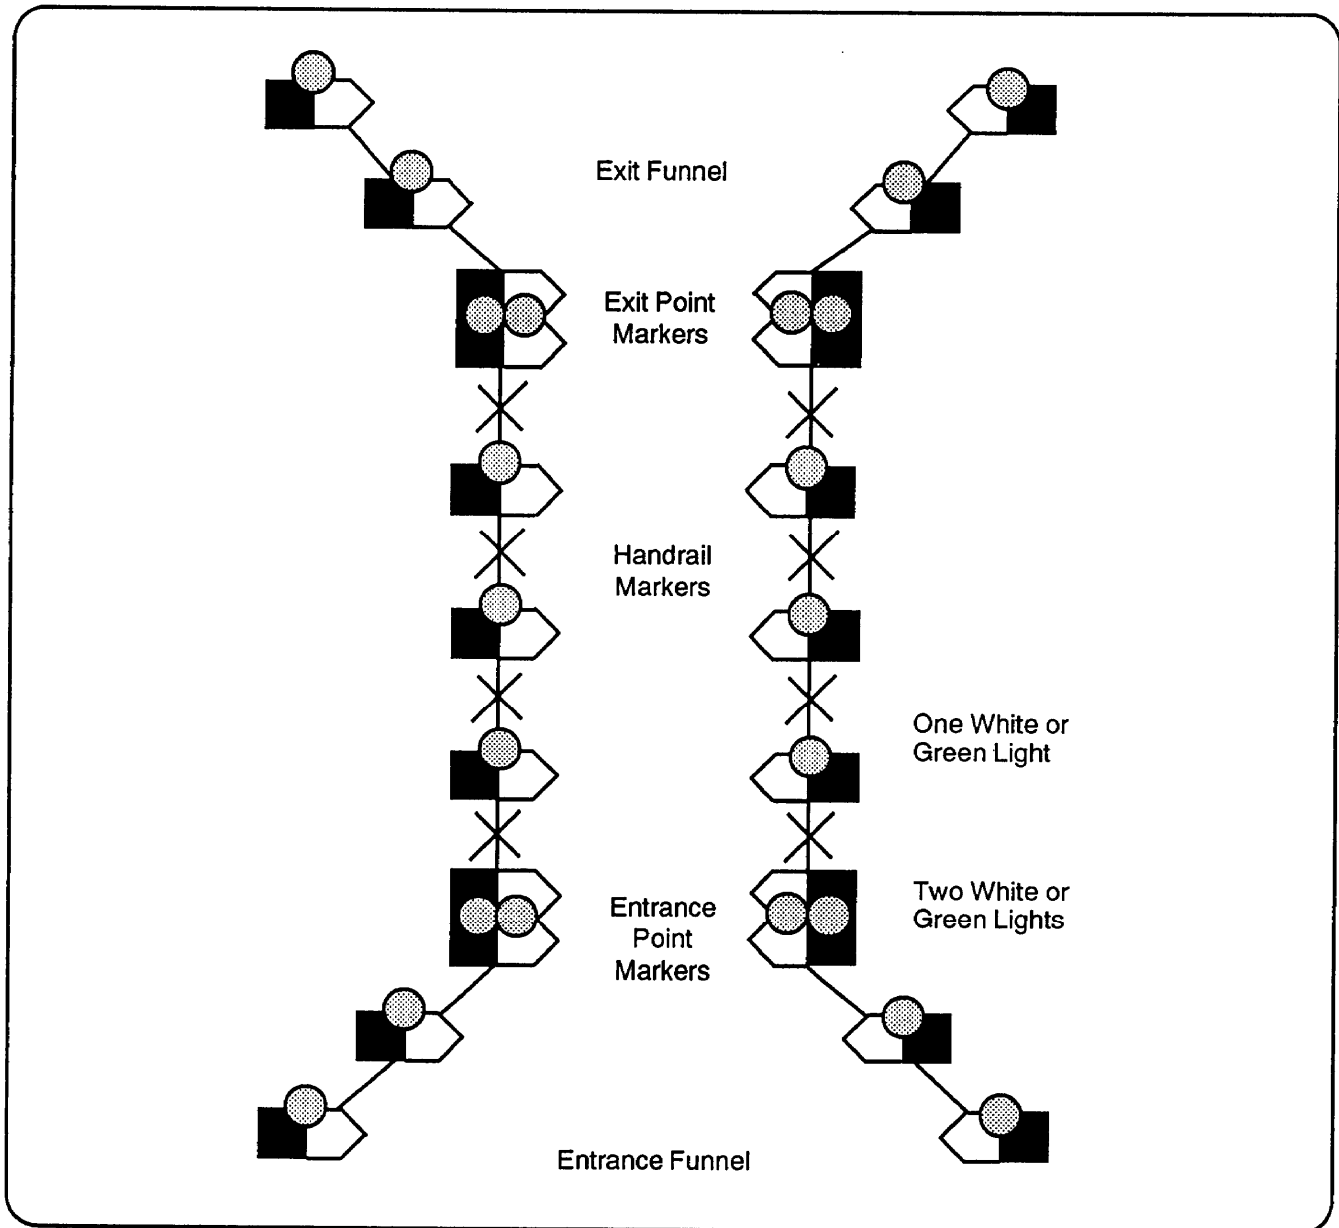 Exit Funnel
Exit Point
Markers
Handrail
Markers
One White or
Green Light
Two White or
Green Lights
Entrance
Point
Markers
Entrance Funnel